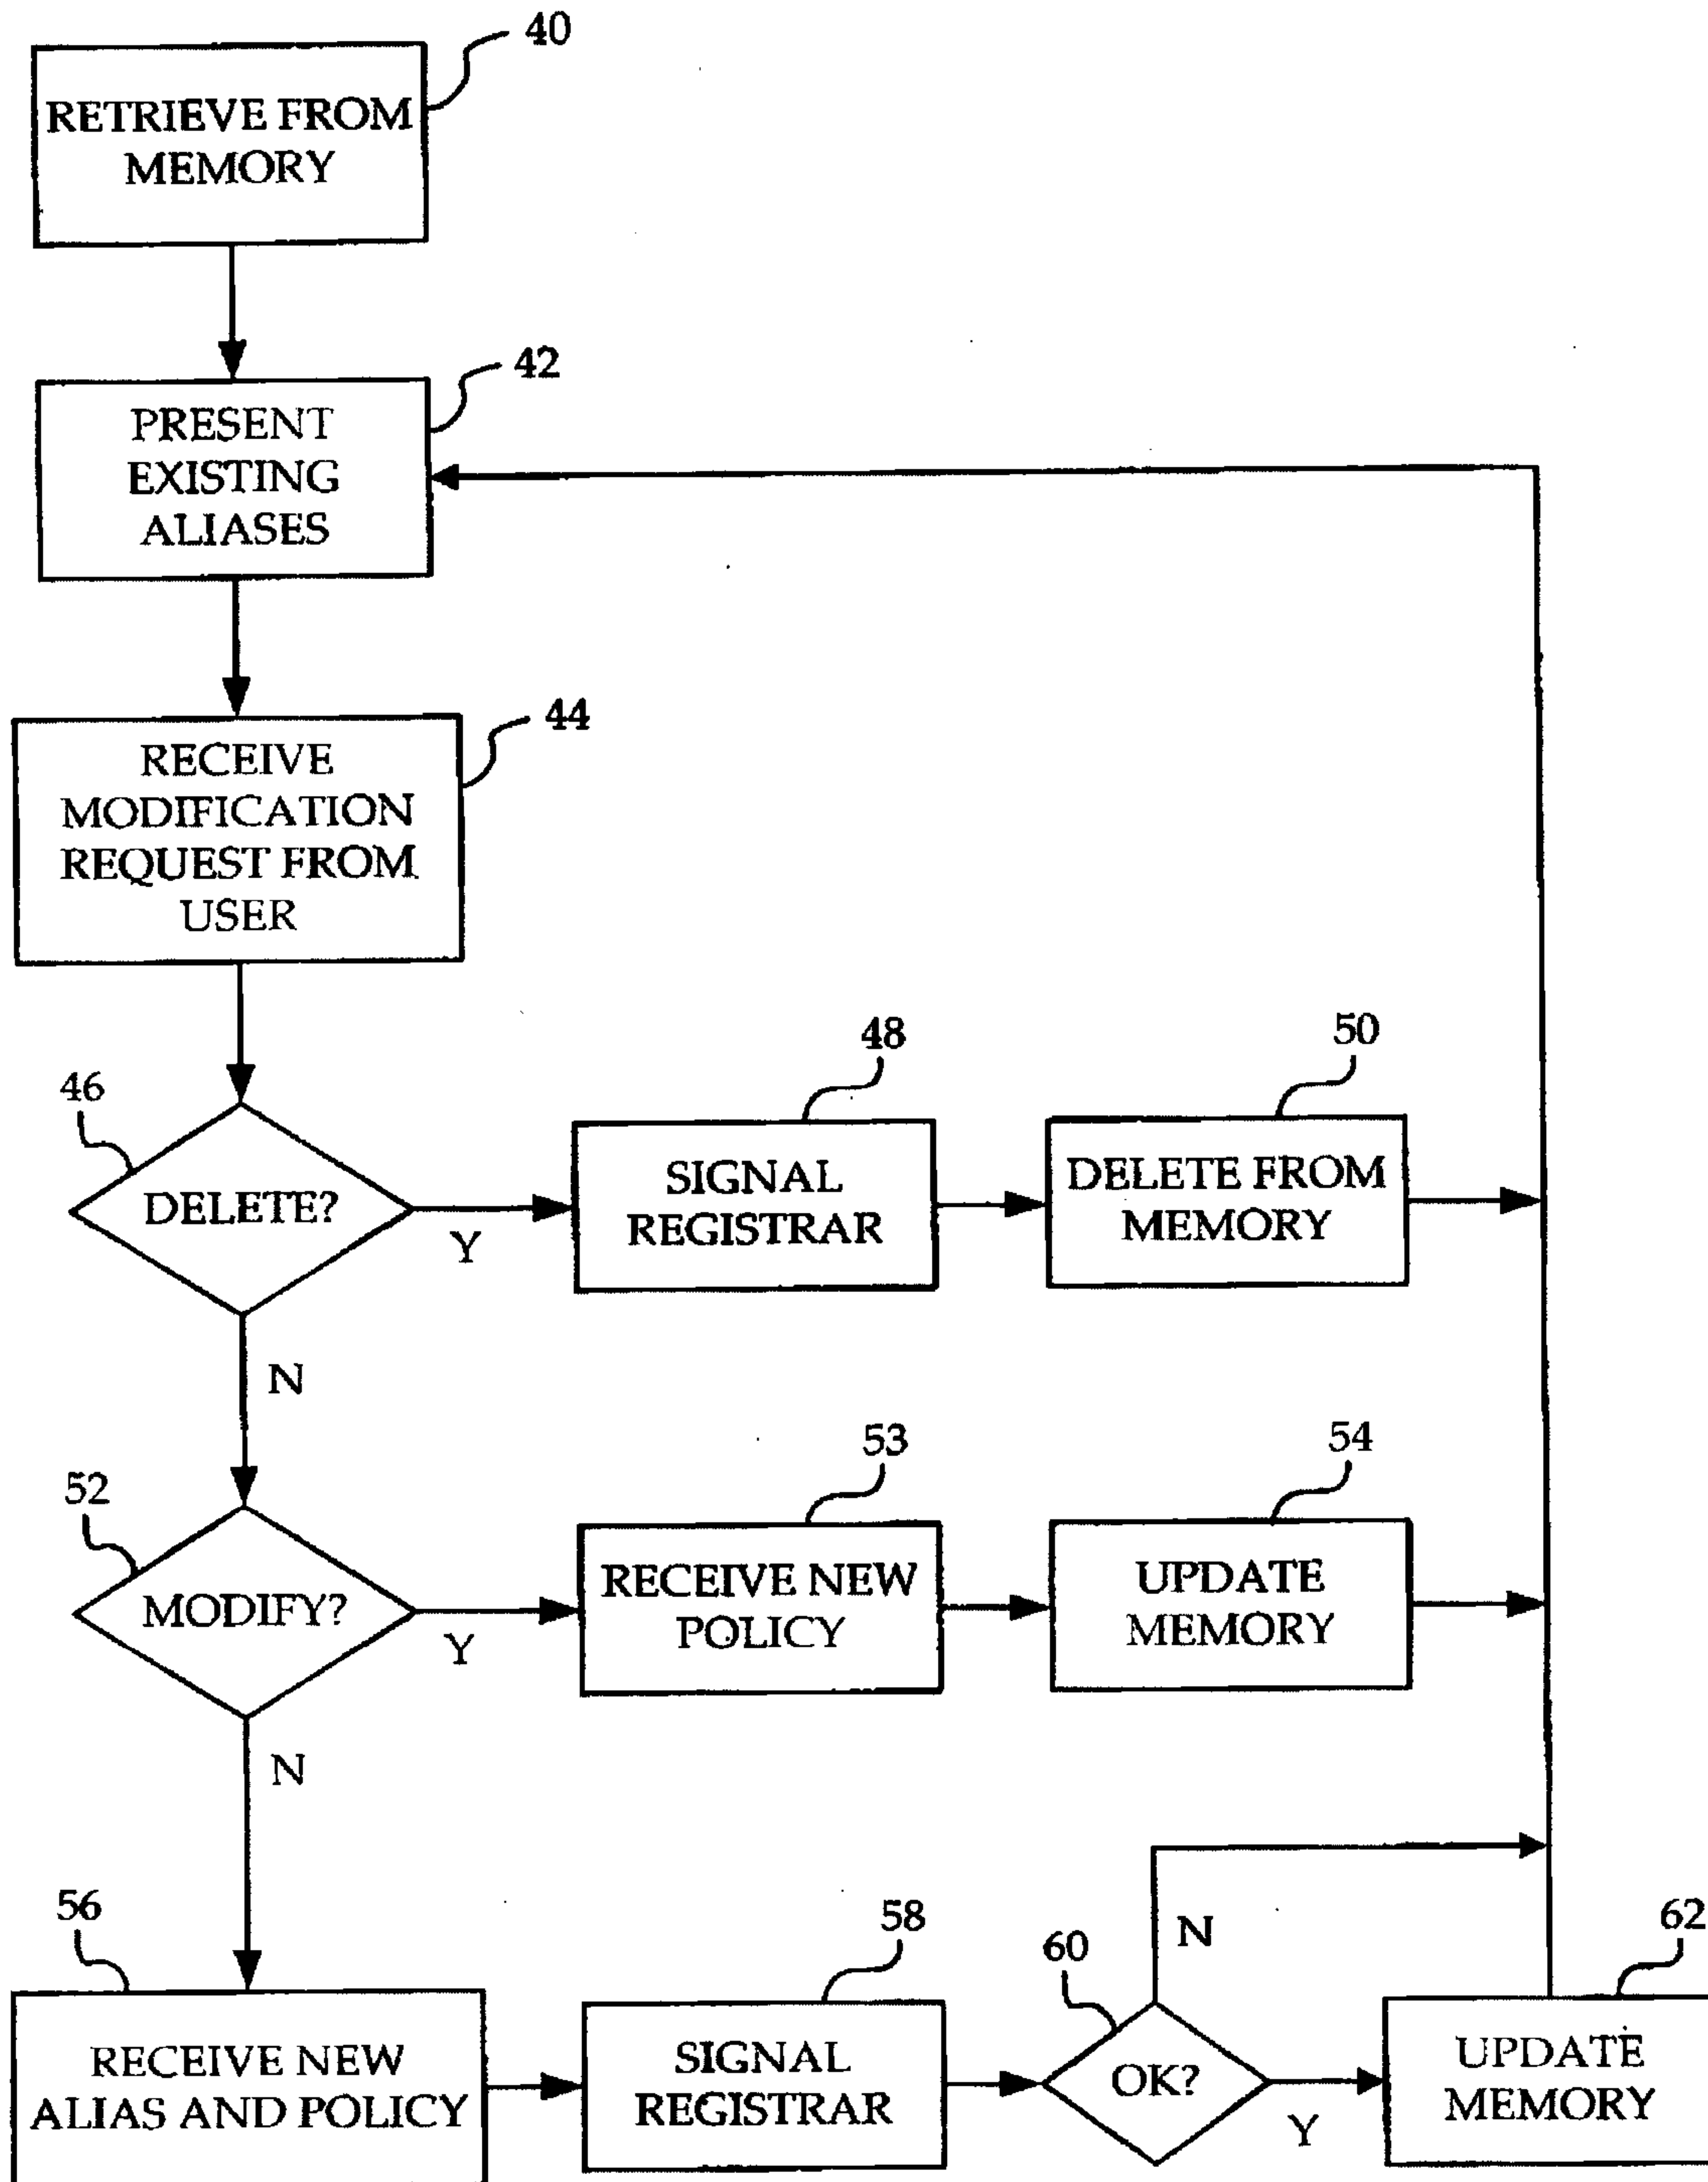 40
RETRIEVE FROM
MEMORY
42
PRESENT
EXISTING
ALIASES
44
RECEIVE
MODIFICATION
REQUEST FROM
USER
46
DELETE?
Y
N
48
SIGNAL
REGISTRAR
50
DELETE FROM
MEMORY
52
MODIFY?
Y
N
53
RECEIVE NEW
POLICY
54
UPDATE
MEMORY
56
RECEIVE NEW
ALIAS AND POLICY
58
SIGNAL
REGISTRAR
60
OK?
N
Y
62
UPDATE
MEMORY